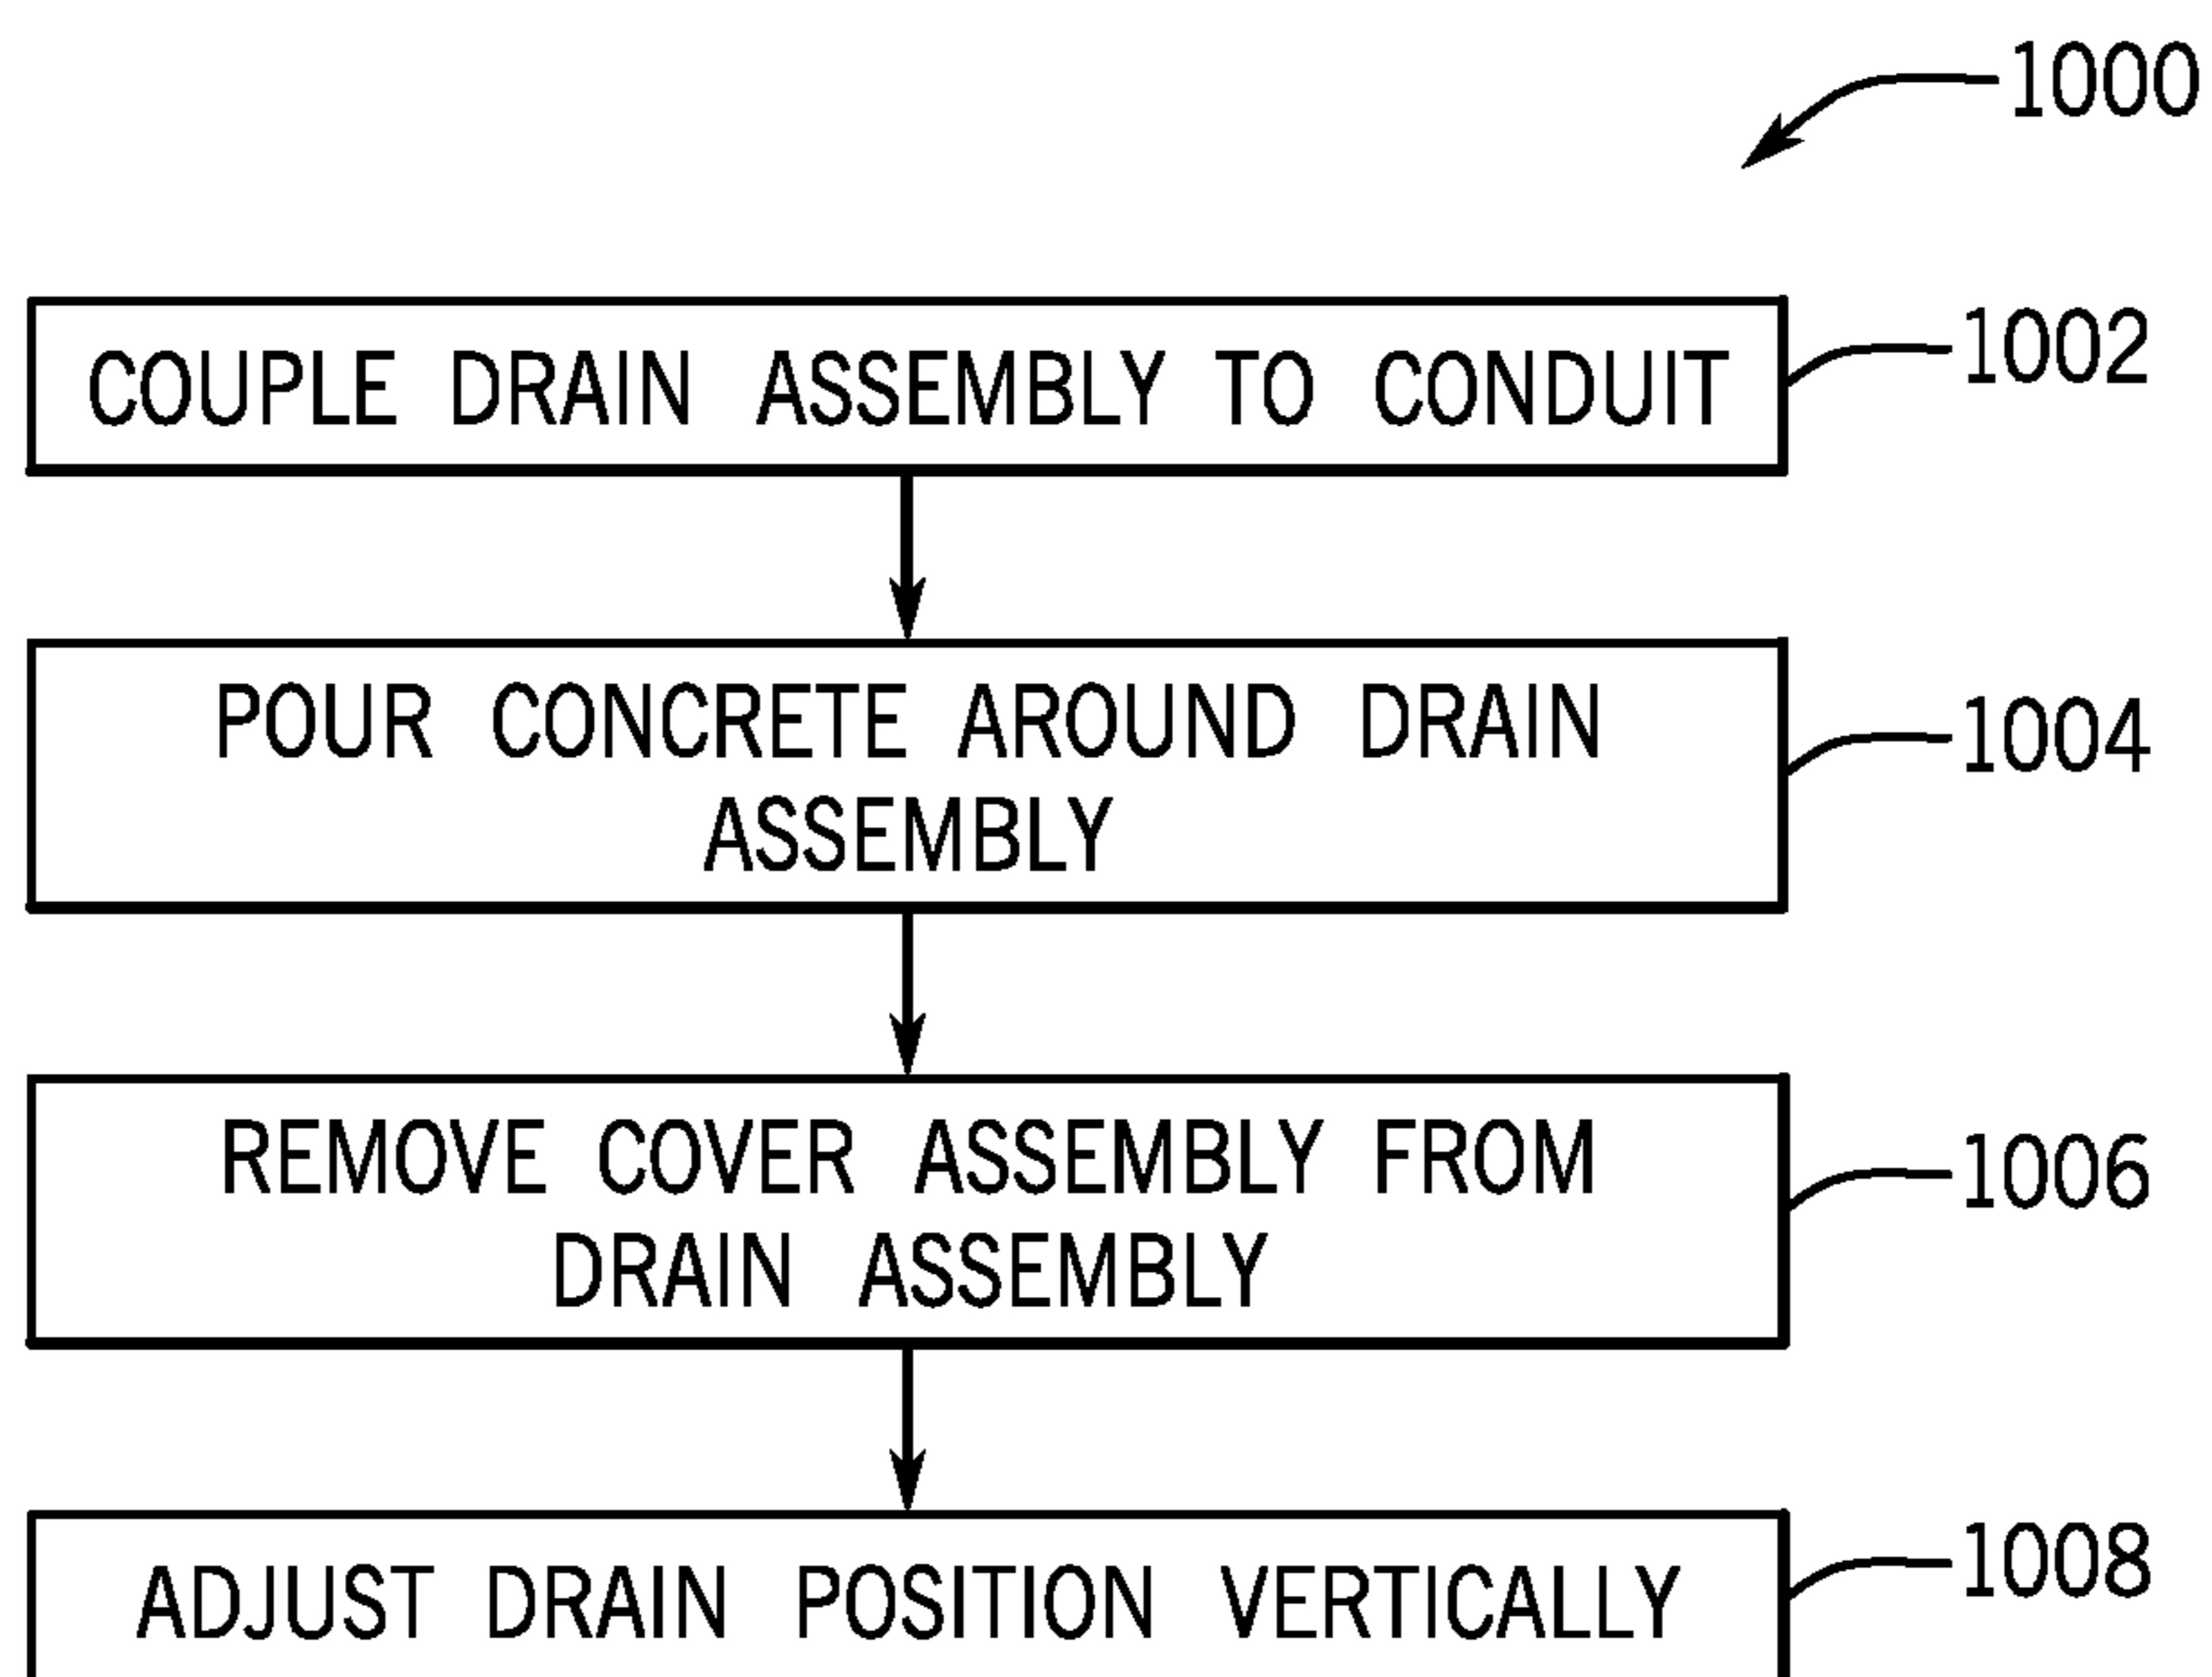 1000
COUPLE DRAIN ASSEMBLY TO CONDUIT
1002
POUR CONCRETE AROUND DRAIN
ASSEMBLY
1004
REMOVE COVER ASSEMBLY FROM
DRAIN ASSEMBLY
1006
ADJUST DRAIN POSITION VERTICALLY
1008